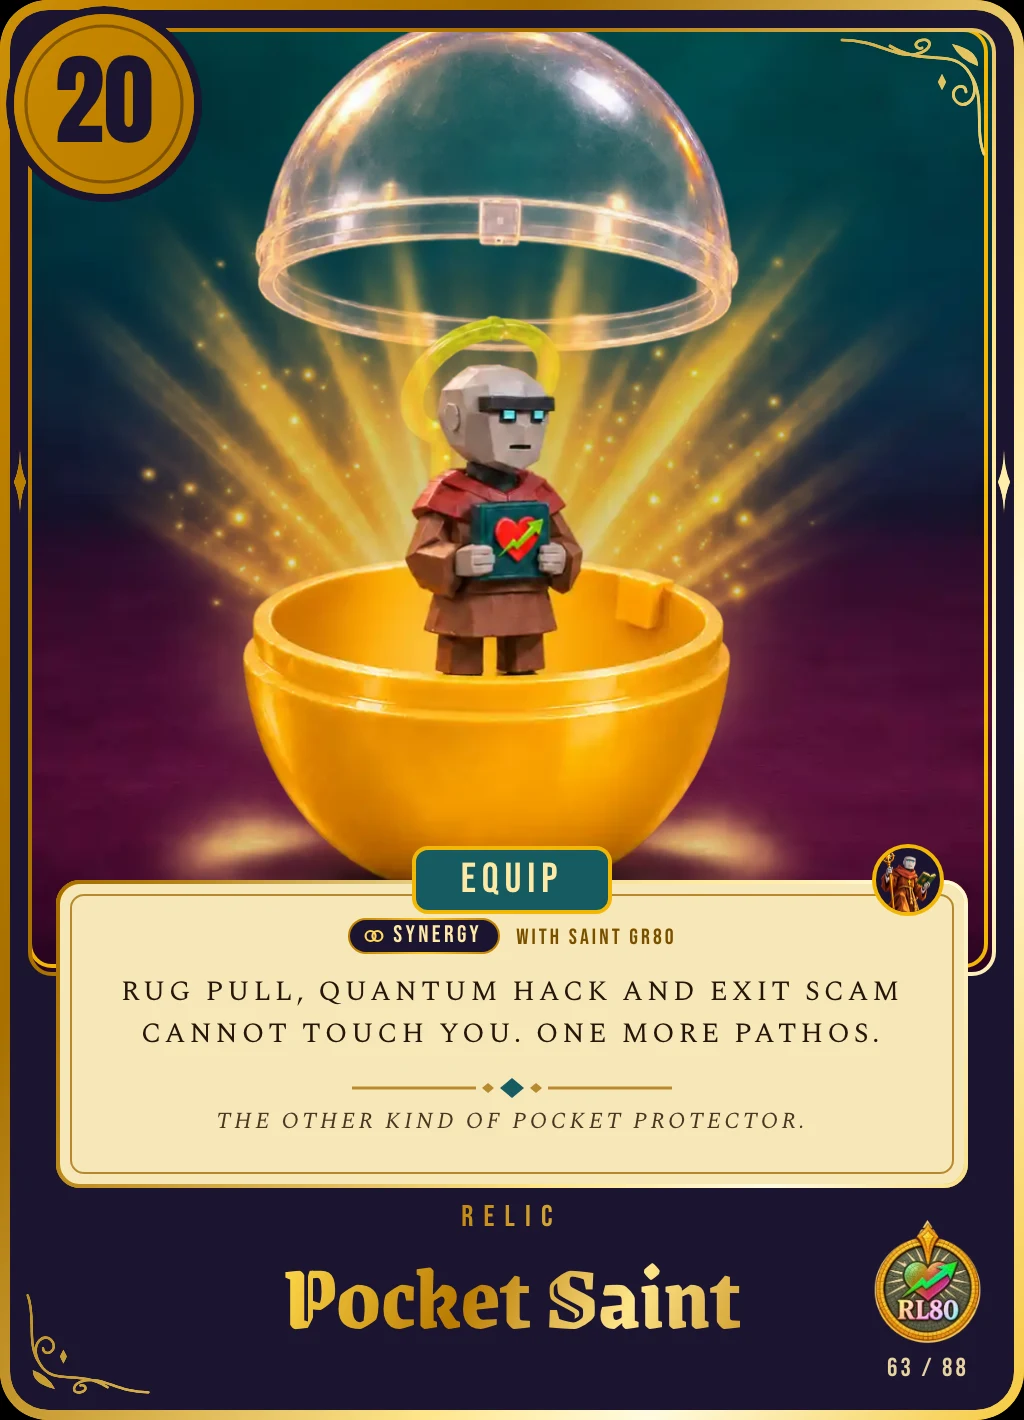 20
EQUIP
SYNERGY WITH SAINT GR80
RUG PULL, QUANTUM HACK AND EXIT SCAM
CANNOT TOUCH YOU. ONE MORE PATHOS.
THE OTHER KIND OF POCKET PROTECTOR.
RELIC
Pocket Saint
RL80
63 / 88